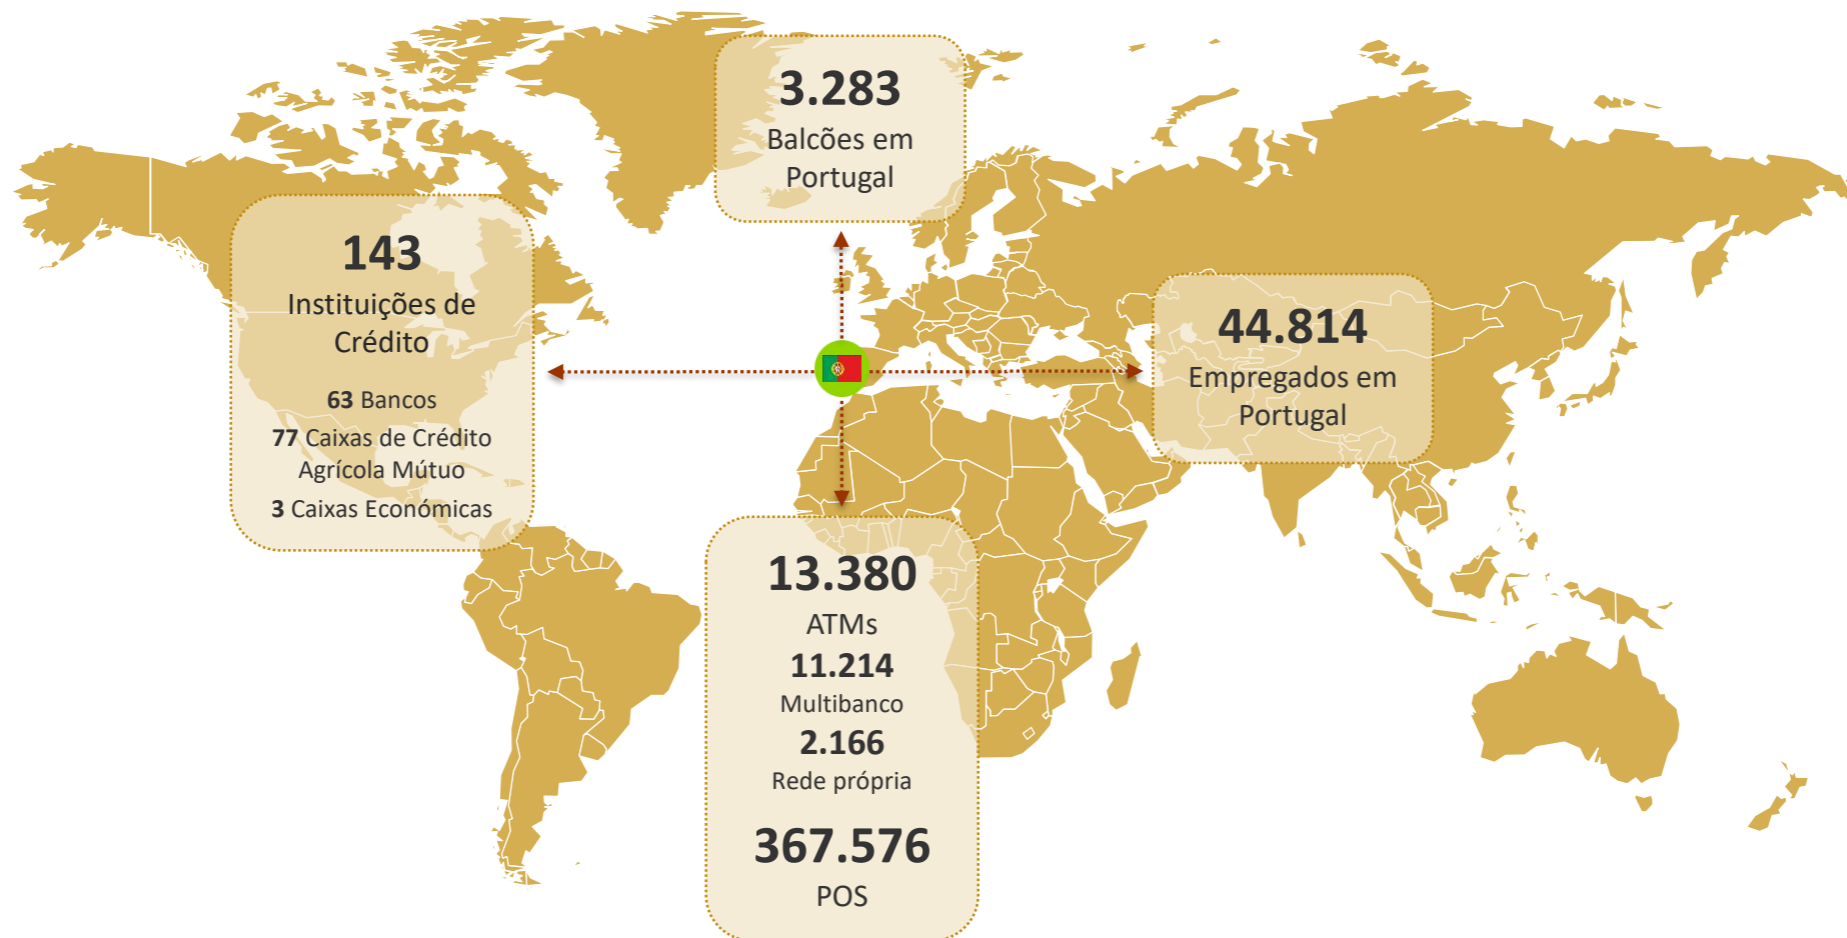 3.283
Balcões em
Portugal
143
Instituições de
Crédito
63 Bancos
77 Caixas de Crédito
Agrícola Mútuo
3 Caixas Económicas
44.814
Empregados em
Portugal
13.380
ATMs
11.214
Multibanco
2.166
Rede própria
367.576
POS